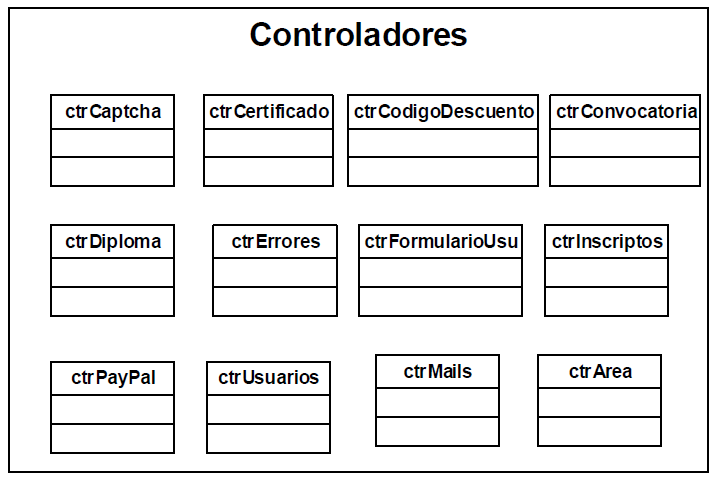 Controladores
ctrCaptcha
ctrCertificado
ctrCodigoDescuento
ctrConvocatoria
ctrDiploma
ctrErrores
ctrFormularioUsu
ctrInscriptos
ctrPayPal
ctrUsuarios
ctrMails
ctrArea